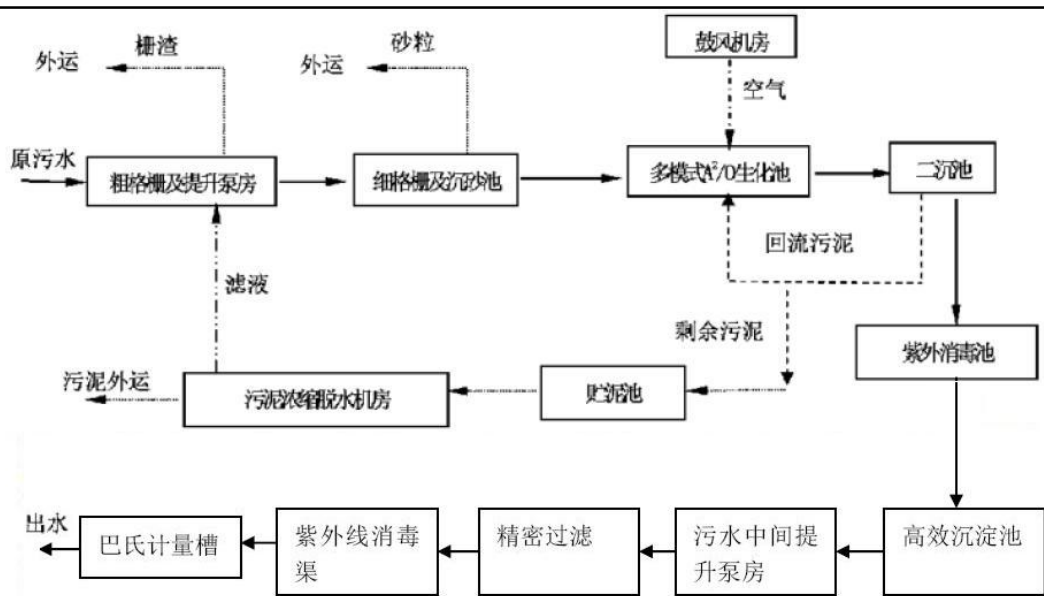 栅渣
外运
砂粒
外运
鼓风机房
空气
原污水
粗格栅及提升泵房
细格栅及沉砂池
多模式A²/O生化池
二沉池
回流污泥
滤液
剩余污泥
紫外消毒池
污泥外运
污泥浓缩脱水机房
贮泥池
出水
巴氏计量槽
紫外线消毒
渠
精密过滤
污水中间提
升泵房
高效沉淀池